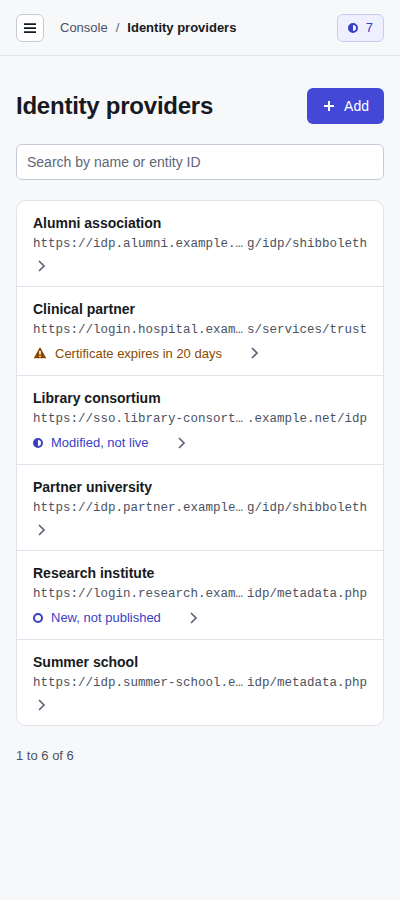 Console / Identity providers
7
Identity providers
Add
Search by name or entity ID
Alumni association
https://idp.alumni.example.… g/idp/shibboleth
Clinical partner
https://login.hospital.exam… s/services/trust
Certificate expires in 20 days
Library consortium
https://sso.library-consort… .example.net/idp
Modified, not live
Partner university
https://idp.partner.example… g/idp/shibboleth
Research institute
https://login.research.exam… idp/metadata.php
New, not published
Summer school
https://idp.summer-school.e… idp/metadata.php
1 to 6 of 6